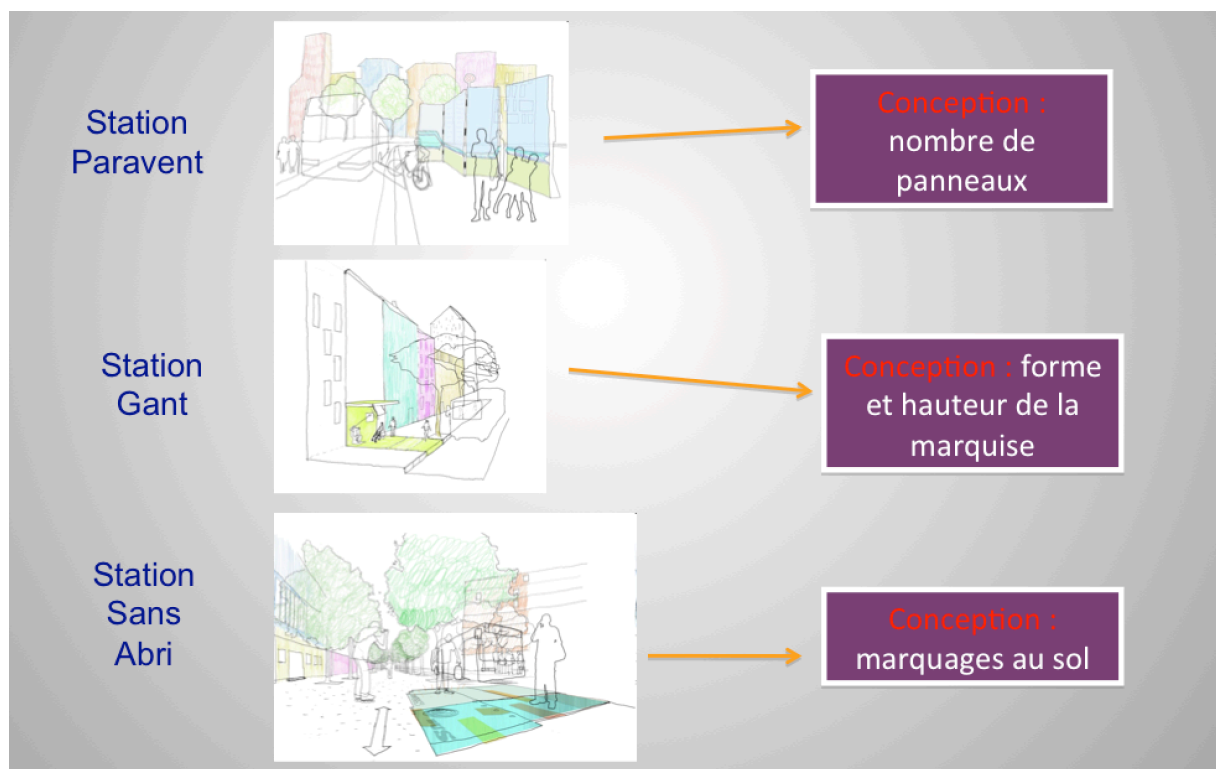 Station
Paravent
Conception :
nombre de
panneaux
Station
Gant
Conception : forme
et hauteur de la
marquise
Station
Sans
Abri
Conception :
marquages au sol